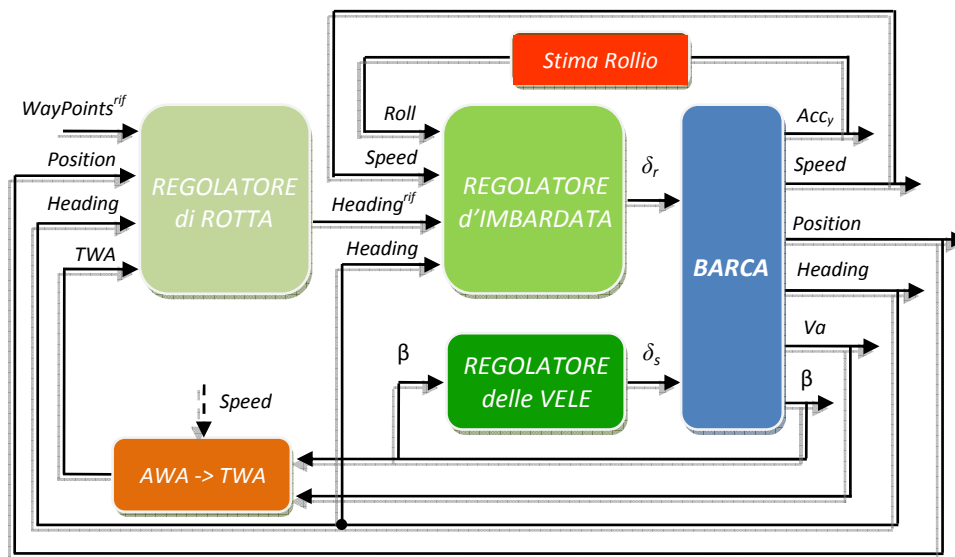 Stima Rollio
WayPoints^rif
Position
Heading
TWA
REGOLATORE
di ROTTA
Heading^rif
Roll
Speed
Heading
REGOLATORE
d'IMBARDATA
δ_r
BARCA
Acc_y
Speed
Position
Heading
Va
β
β
REGOLATORE
delle VELE
δ_s
Speed
AWA -> TWA